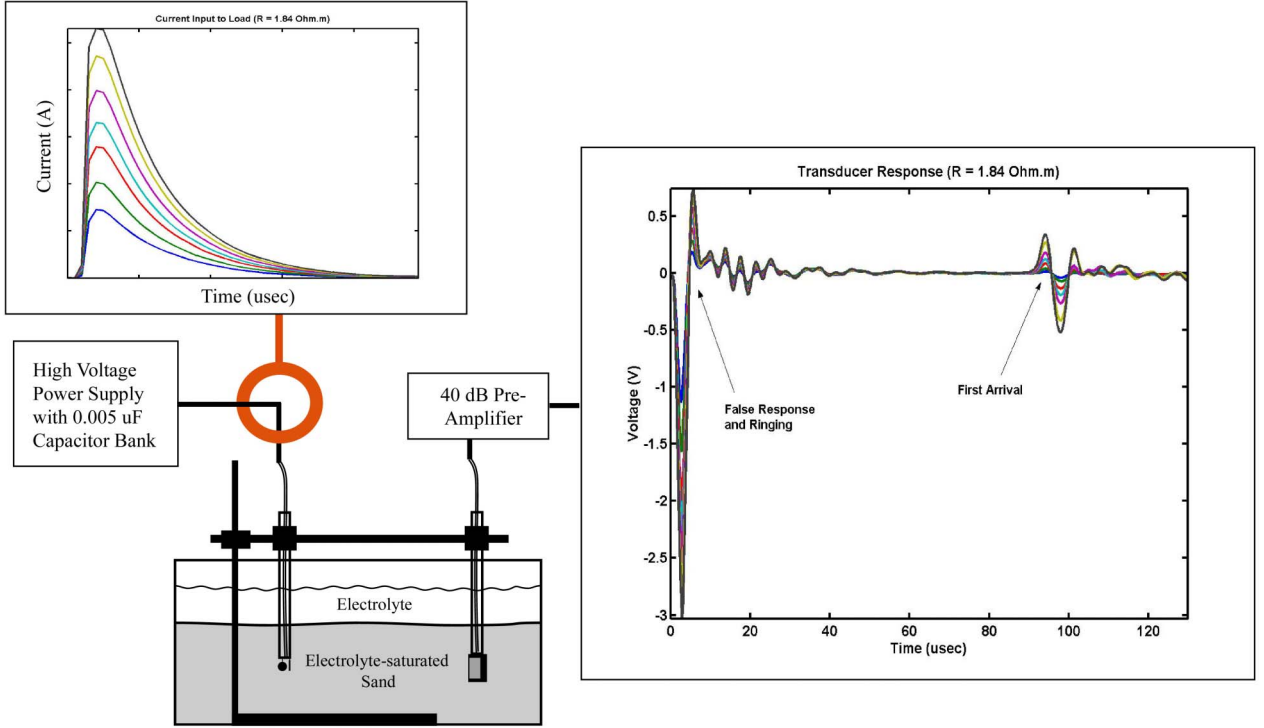 Current Input to Load (R = 1.84 Ohm.m)
Current (A)
Time (usec)
High Voltage
Power Supply
with 0.005 uF
Capacitor Bank
40 dB Pre-
Amplifier
Electrolyte
Electrolyte-saturated
Sand
Transducer Response (R = 1.84 Ohm.m)
Voltage (V)
0.5
0
-0.5
-1
-1.5
-2
-2.5
-3
False Response
and Ringing
First Arrival
0
20
40
60
80
100
120
Time (usec)